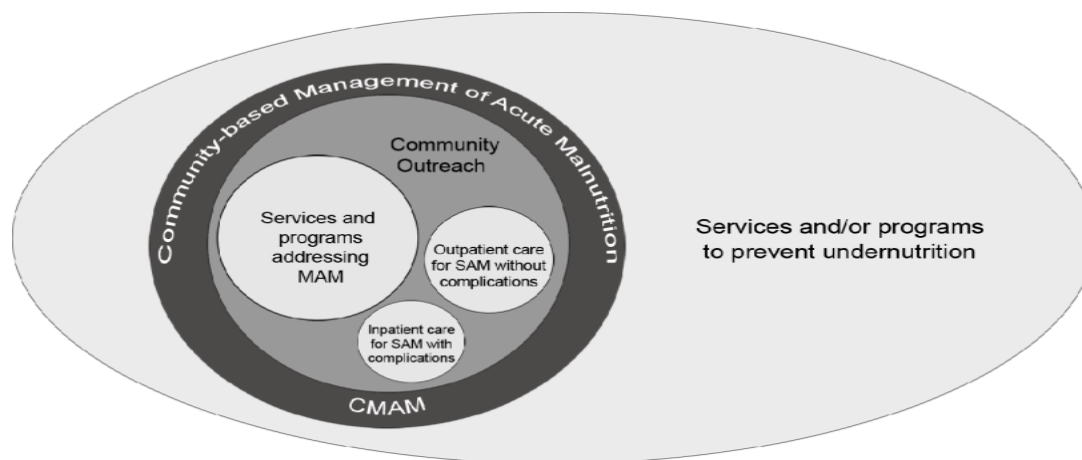 Community-based Management of Acute Malnutrition
Community
Outreach
Services and
programs
addressing
MAM
Outpatient care
for SAM without
complications
Inpatient care
for SAM with
complications
CMAM
Services and/or programs
to prevent undernutrition